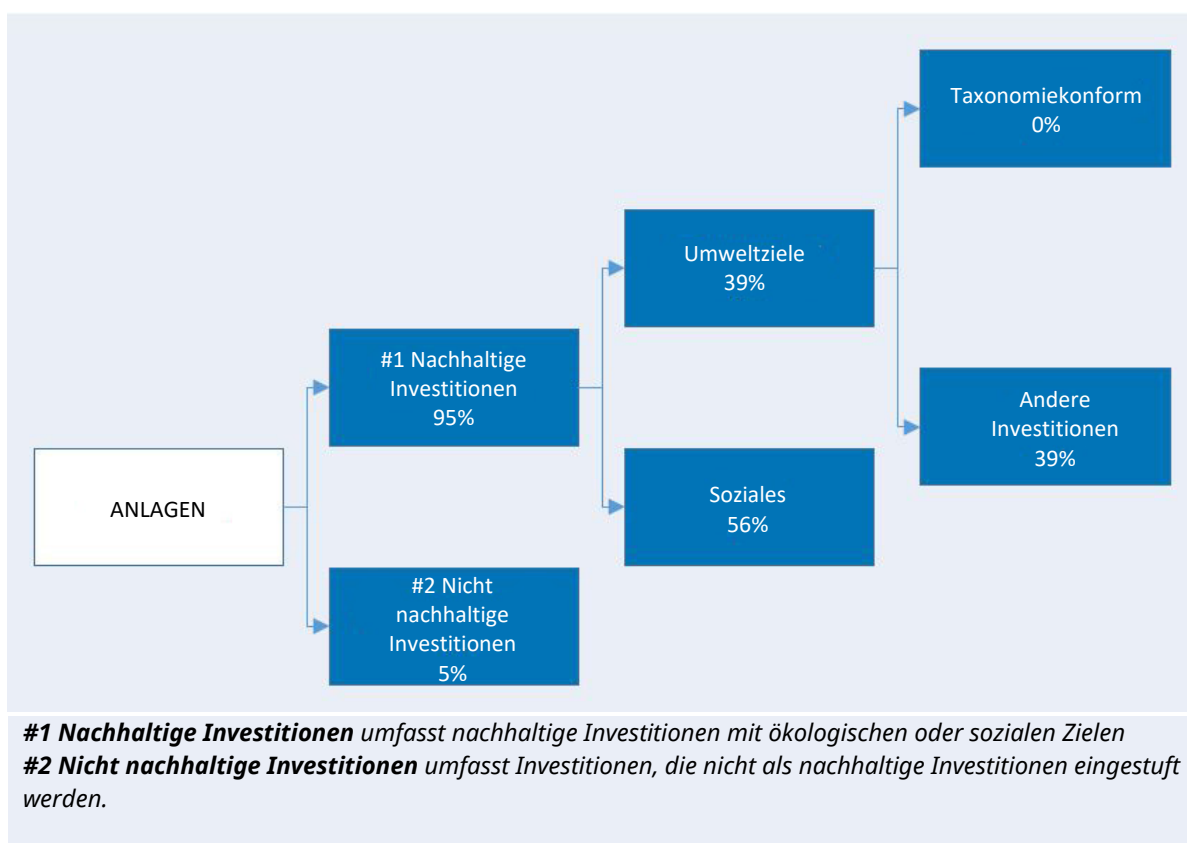 Taxonomiekonform
0%
Umweltziele
39%
#1 Nachhaltige
Investitionen
95%
Andere
Investitionen
39%
ANLAGEN
Soziales
56%
#2 Nicht
nachhaltige
Investitionen
5%
#1 Nachhaltige Investitionen umfasst nachhaltige Investitionen mit ökologischen oder sozialen Zielen
#2 Nicht nachhaltige Investitionen umfasst Investitionen, die nicht als nachhaltige Investitionen eingestuft
werden.